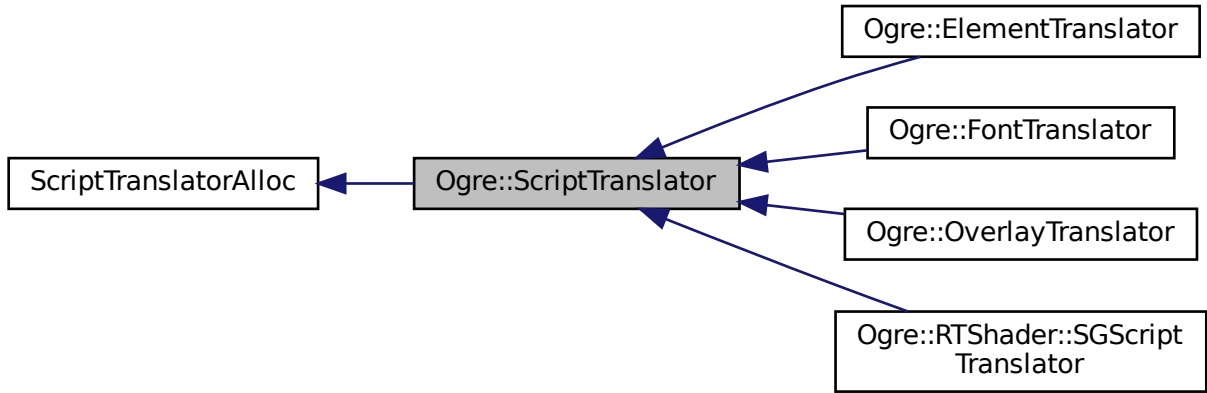 Ogre::ElementTranslator
Ogre::FontTranslator
ScriptTranslatorAlloc
Ogre::ScriptTranslator
Ogre::OverlayTranslator
Ogre::RTShader::SGScript
Translator